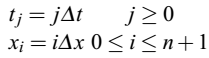 t_j = jΔt j ≥ 0
x_i = iΔx 0 ≤ i ≤ n+1